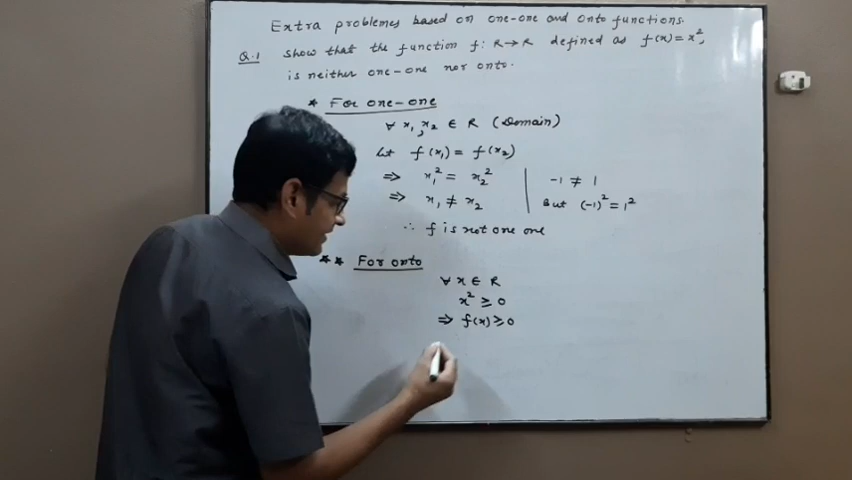 Extra problemes based on one-one and onto functions.
Q.1 show that the function f: R→R defined as f(x)=x²,
is neither one-one nor onto.
* For one-one
∀ x₁, x₂ ∈ R (Domain)
Let f(x₁) = f(x₂)
⇒ x₁² = x₂² | -1 ≠ 1
⇒ x₁ ≠ x₂ | But (-1)² = 1²
∴ f is not one one
** For onto
∀ x ∈ R
x² ≥ 0
⇒ f(x) ≥ 0